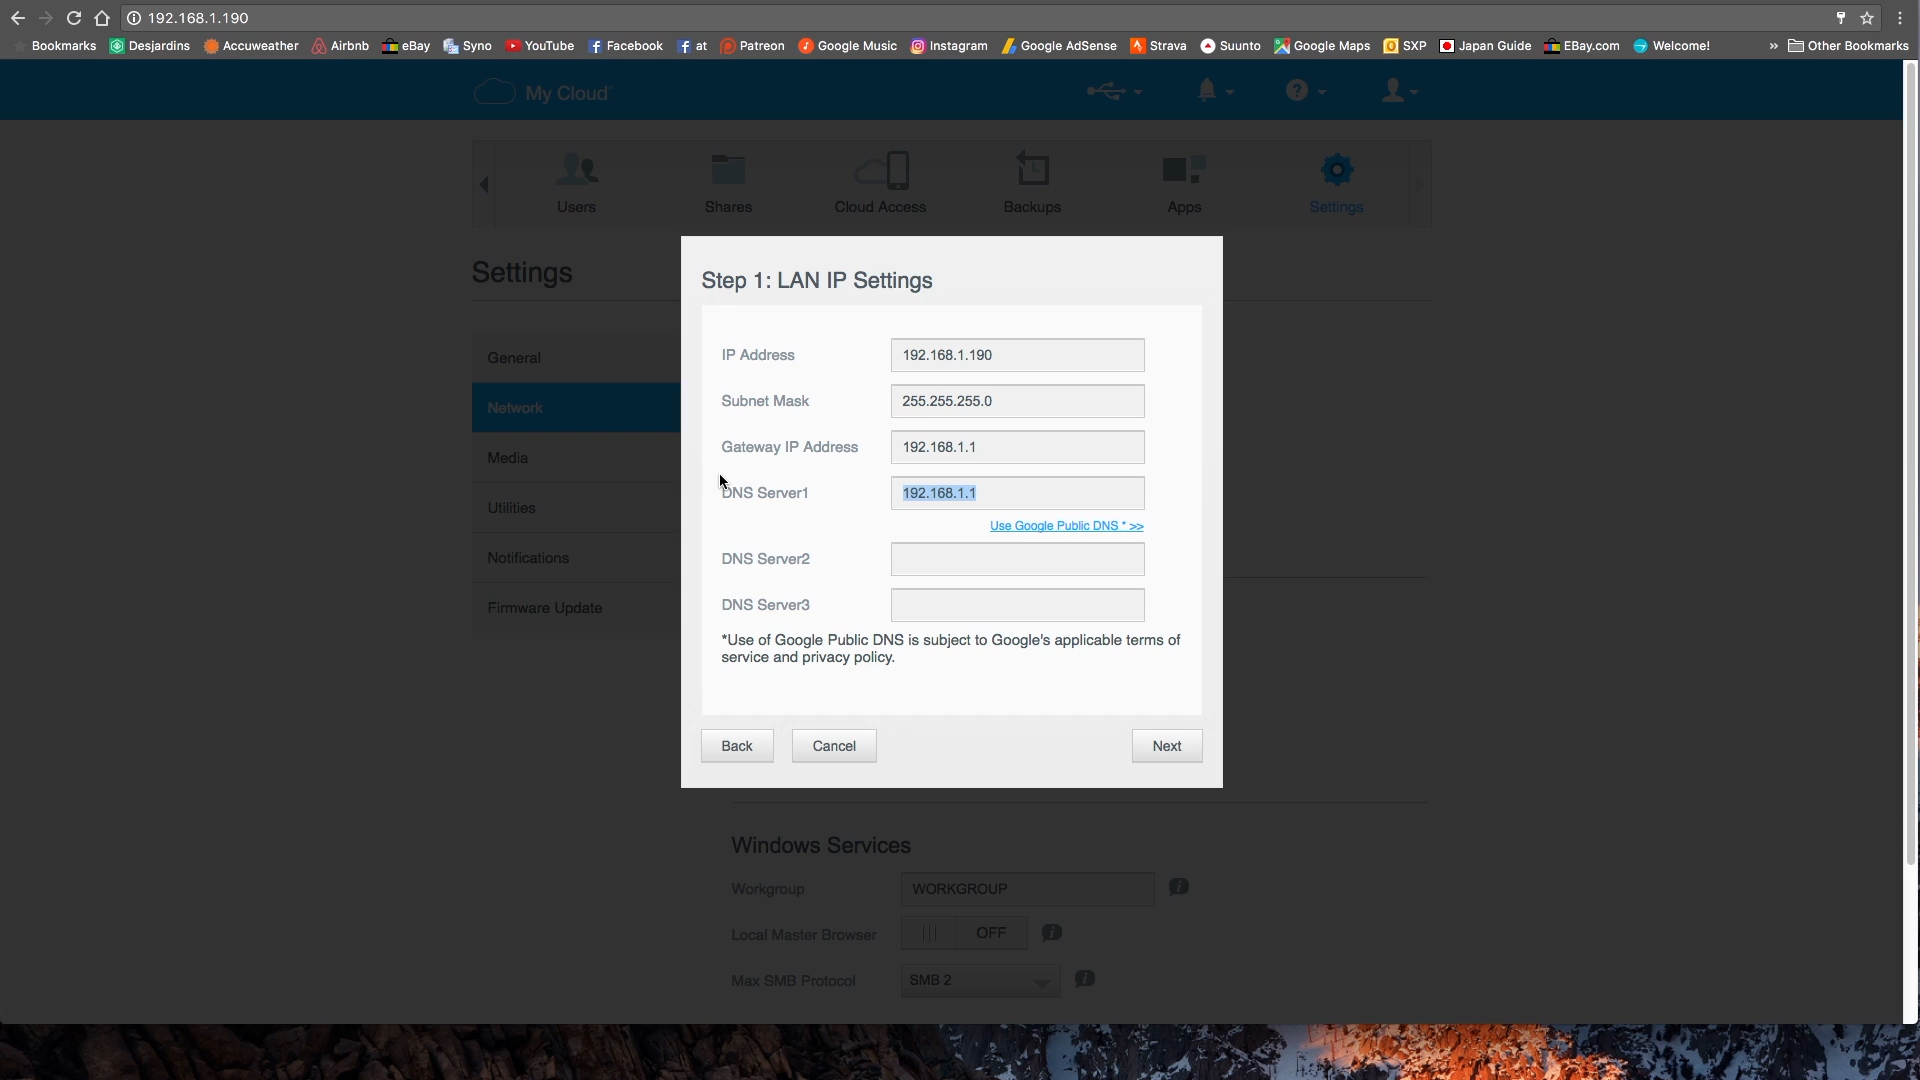 192.168.1.190
Bookmarks Desjardins Accuweather Airbnb eBay Syno YouTube Facebook at Patreon Google Music Instagram Google AdSense Strava Suunto Google Maps SXP Japan Guide EBay.com Welcome! » Other Bookmarks
My Cloud
Users Shares Cloud Access Backups Apps Settings
Settings
General
Network
Media
Utilities
Notifications
Firmware Update
Step 1: LAN IP Settings
IP Address 192.168.1.190
Subnet Mask 255.255.255.0
Gateway IP Address 192.168.1.1
DNS Server1 192.168.1.1
Use Google Public DNS * >>
DNS Server2
DNS Server3
*Use of Google Public DNS is subject to Google's applicable terms of
service and privacy policy.
Back Cancel Next
Windows Services
Workgroup WORKGROUP
Local Master Browser OFF
Max SMB Protocol SMB 2